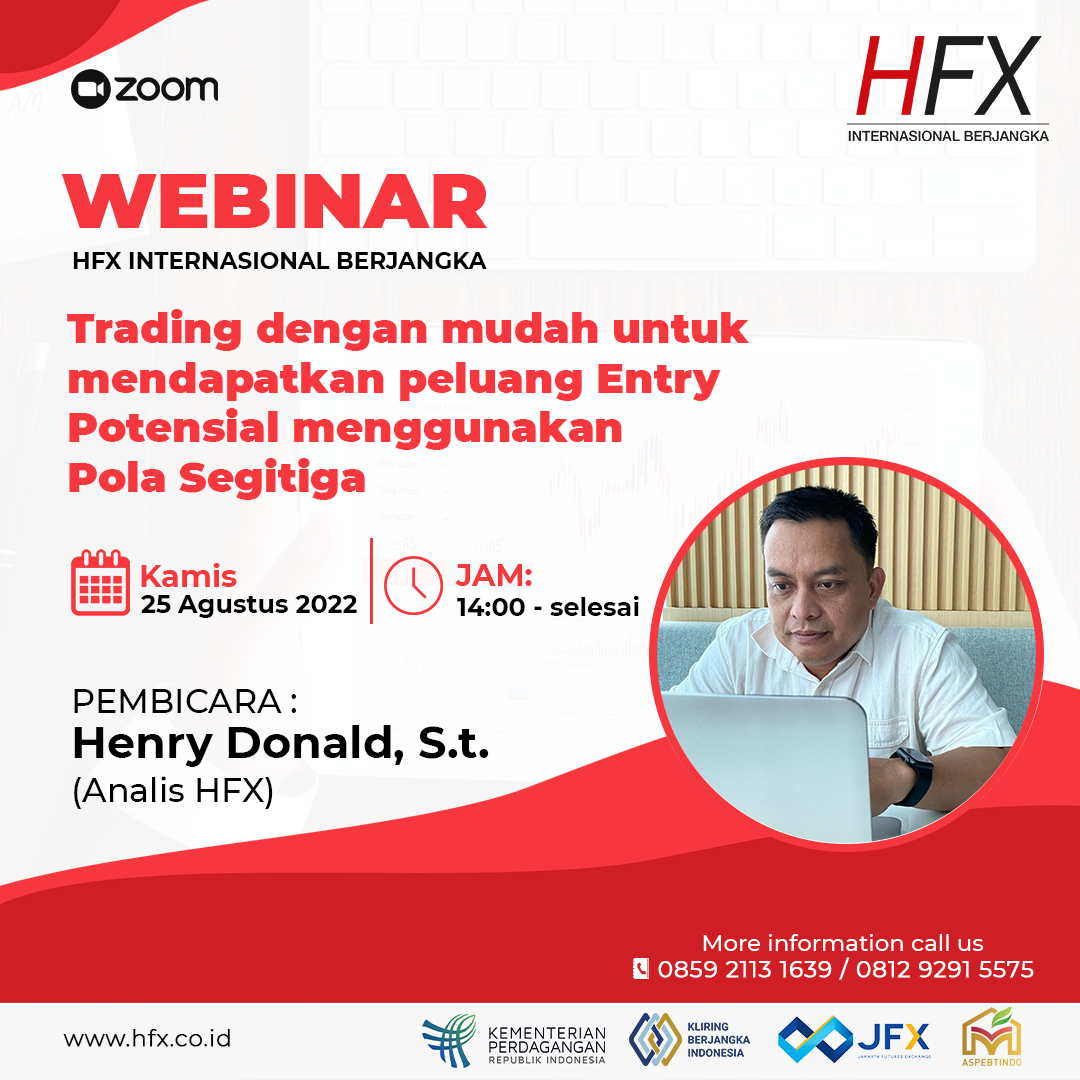 zoom
HFX
INTERNASIONAL BERJANGKA
WEBINAR
HFX INTERNASIONAL BERJANGKA
Trading dengan mudah untuk
mendapatkan peluang Entry
Potensial menggunakan
Pola Segitiga
Kamis
25 Agustus 2022
JAM:
14:00 - selesai
PEMBICARA :
Henry Donald, S.t.
(Analis HFX)
More information call us
0859 2113 1639 / 0812 9291 5575
www.hfx.co.id
KEMENTERIAN
PERDAGANGAN
REPUBLIK INDONESIA
KLIRING
BERJANGKA
INDONESIA
JFX
JAKARTA FUTURES EXCHANGE
ASPEBTINDO